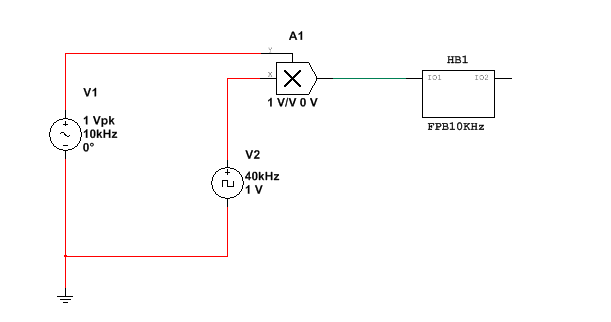 A1
Y
X
1 V/V 0 V
HB1
IO1 IO2
FPB10KHz
V1
1 Vpk
10kHz
0°
V2
40kHz
1 V